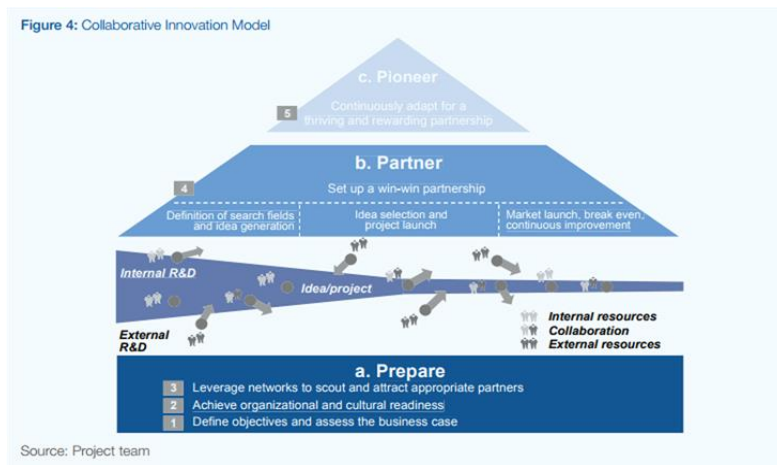 Figure 4: Collaborative Innovation Model
c. Pioneer
5
Continuously adapt for a
thriving and rewarding partnership
b. Partner
4
Set up a win-win partnership
Definition of search fields
and idea generation
Idea selection and
project launch
Market launch, break even,
continuous improvement
Internal R&D
Idea/project
External
R&D
Internal resources
Collaboration
External resources
a. Prepare
3 Leverage networks to scout and attract appropriate partners
2 Achieve organizational and cultural readiness
1 Define objectives and assess the business case
Source: Project team